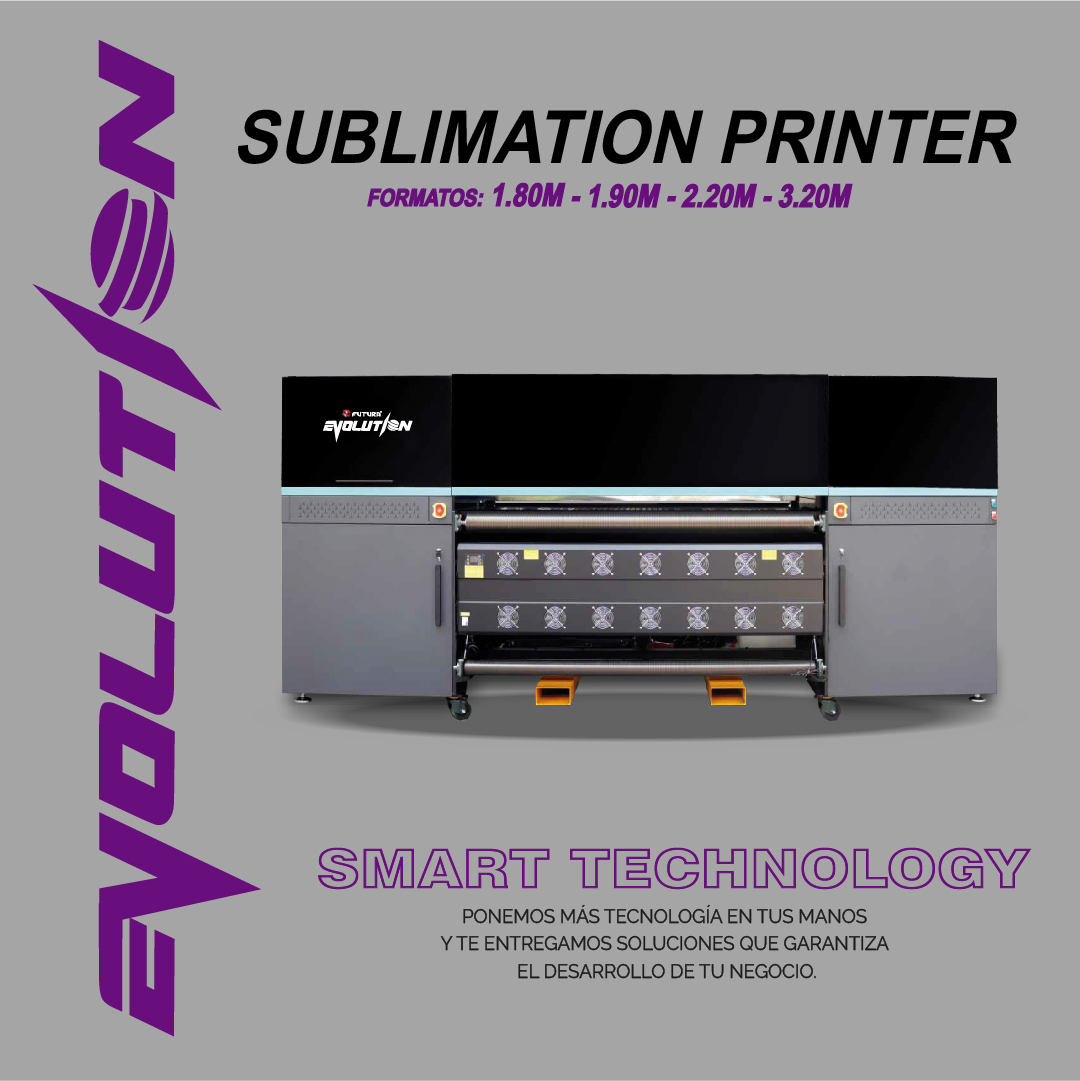 EVOLUTION
SUBLIMATION PRINTER
FORMATOS: 1.80M - 1.90M - 2.20M - 3.20M
FUTURA
EVOLUTION
SMART TECHNOLOGY
PONEMOS MÁS TECNOLOGÍA EN TUS MANOS
Y TE ENTREGAMOS SOLUCIONES QUE GARANTIZA
EL DESARROLLO DE TU NEGOCIO.